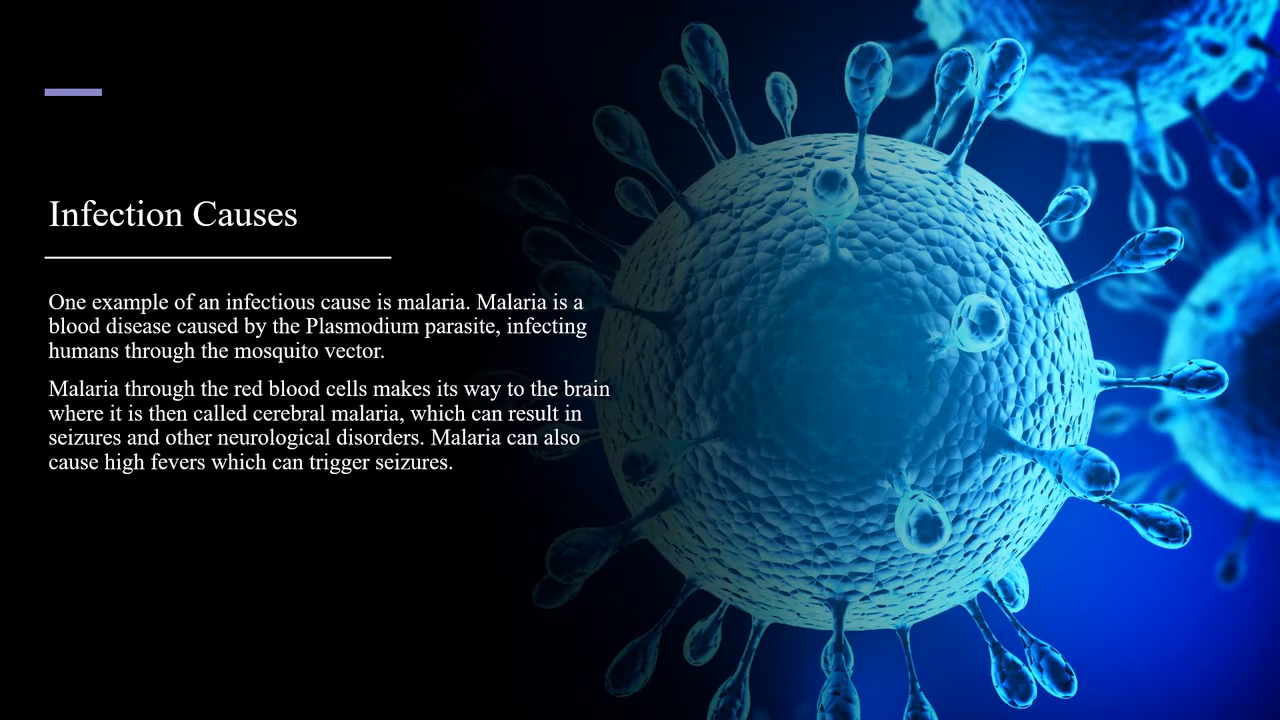 Infection Causes
One example of an infectious cause is malaria. Malaria is a
blood disease caused by the Plasmodium parasite, infecting
humans through the mosquito vector.
Malaria through the red blood cells makes its way to the brain
where it is then called cerebral malaria, which can result in
seizures and other neurological disorders. Malaria can also
cause high fevers which can trigger seizures.